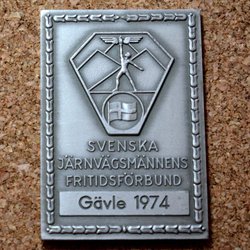 SVENSKA
JÄRNVÄGSMÄNNENS
FRITIDSFÖRBUND
Gävle 1974